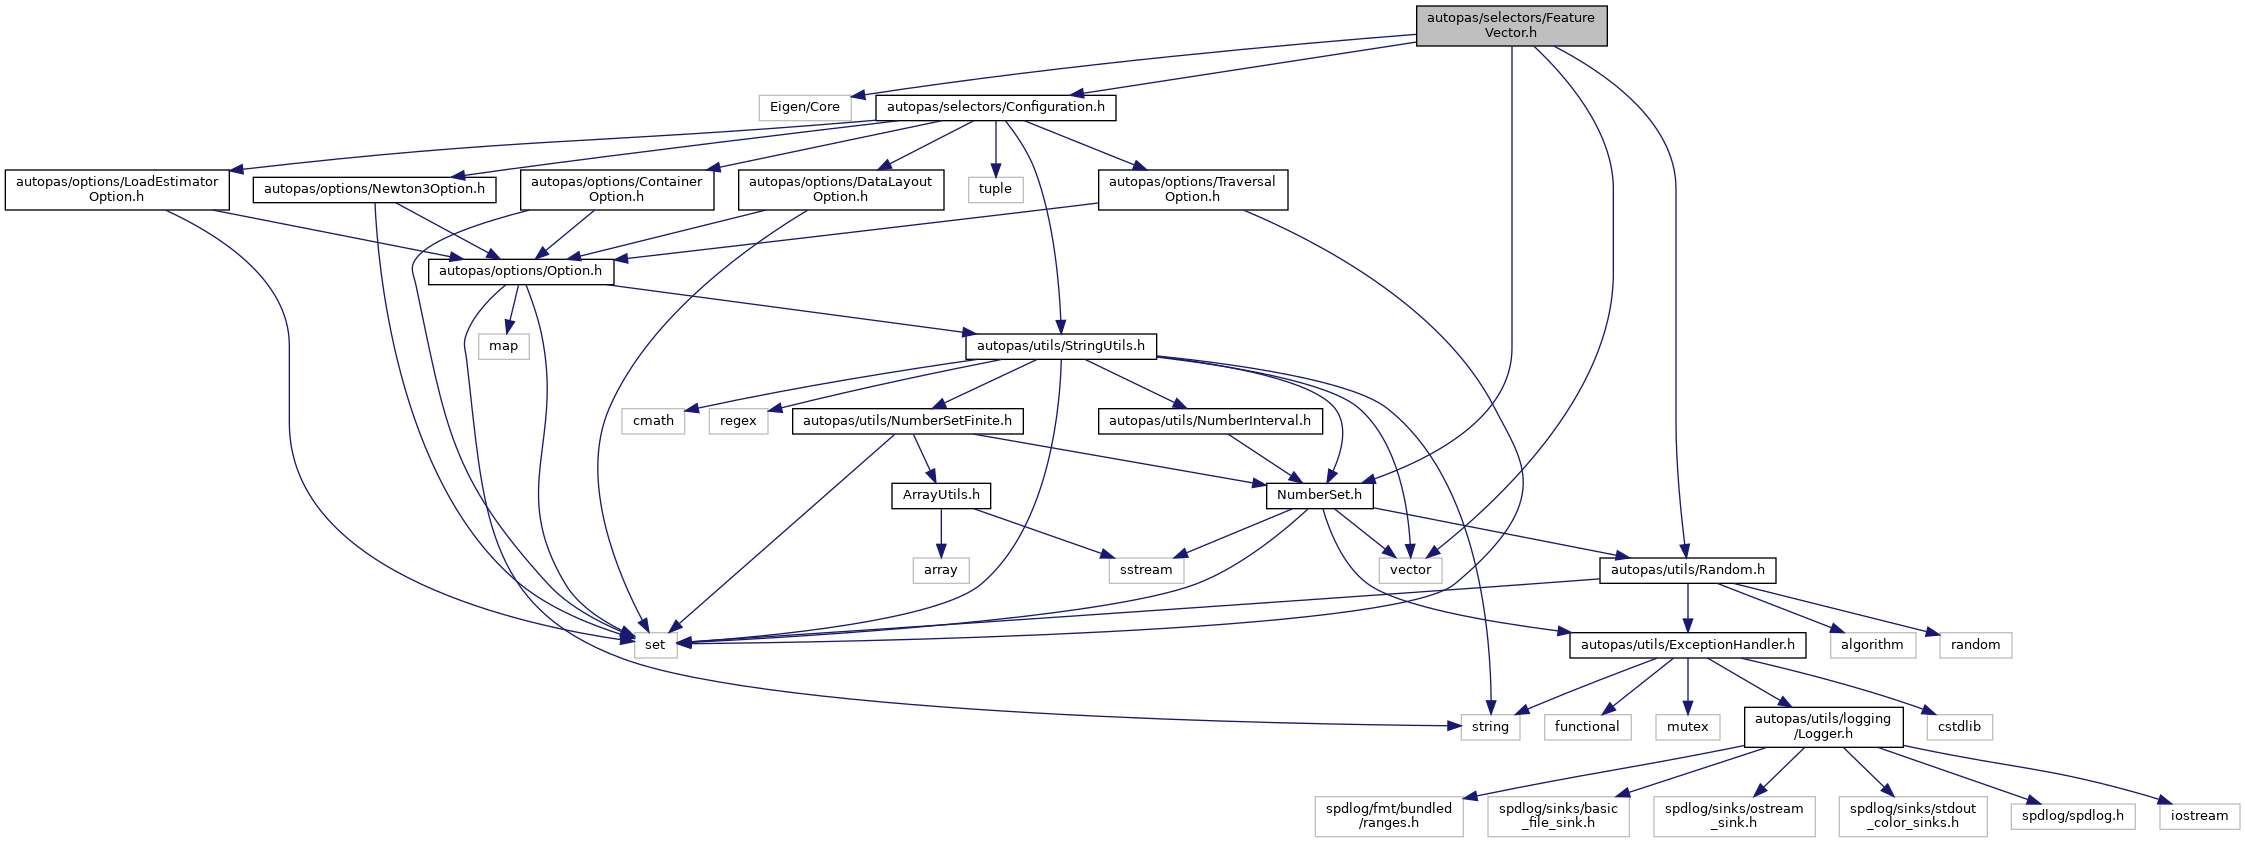 autopas/selectors/Feature
Vector.h
Eigen/Core
autopas/selectors/Configuration.h
autopas/options/LoadEstimator
Option.h
autopas/options/Newton3Option.h
autopas/options/Container
Option.h
autopas/options/DataLayout
Option.h
tuple
autopas/options/Traversal
Option.h
autopas/options/Option.h
map
autopas/utils/StringUtils.h
cmath
regex
autopas/utils/NumberSetFinite.h
autopas/utils/NumberInterval.h
ArrayUtils.h
NumberSet.h
array
sstream
vector
autopas/utils/Random.h
set
autopas/utils/ExceptionHandler.h
algorithm
random
string
functional
mutex
autopas/utils/logging
/Logger.h
cstdlib
spdlog/fmt/bundled
/ranges.h
spdlog/sinks/basic
_file_sink.h
spdlog/sinks/ostream
_sink.h
spdlog/sinks/stdout
_color_sinks.h
spdlog/spdlog.h
iostream